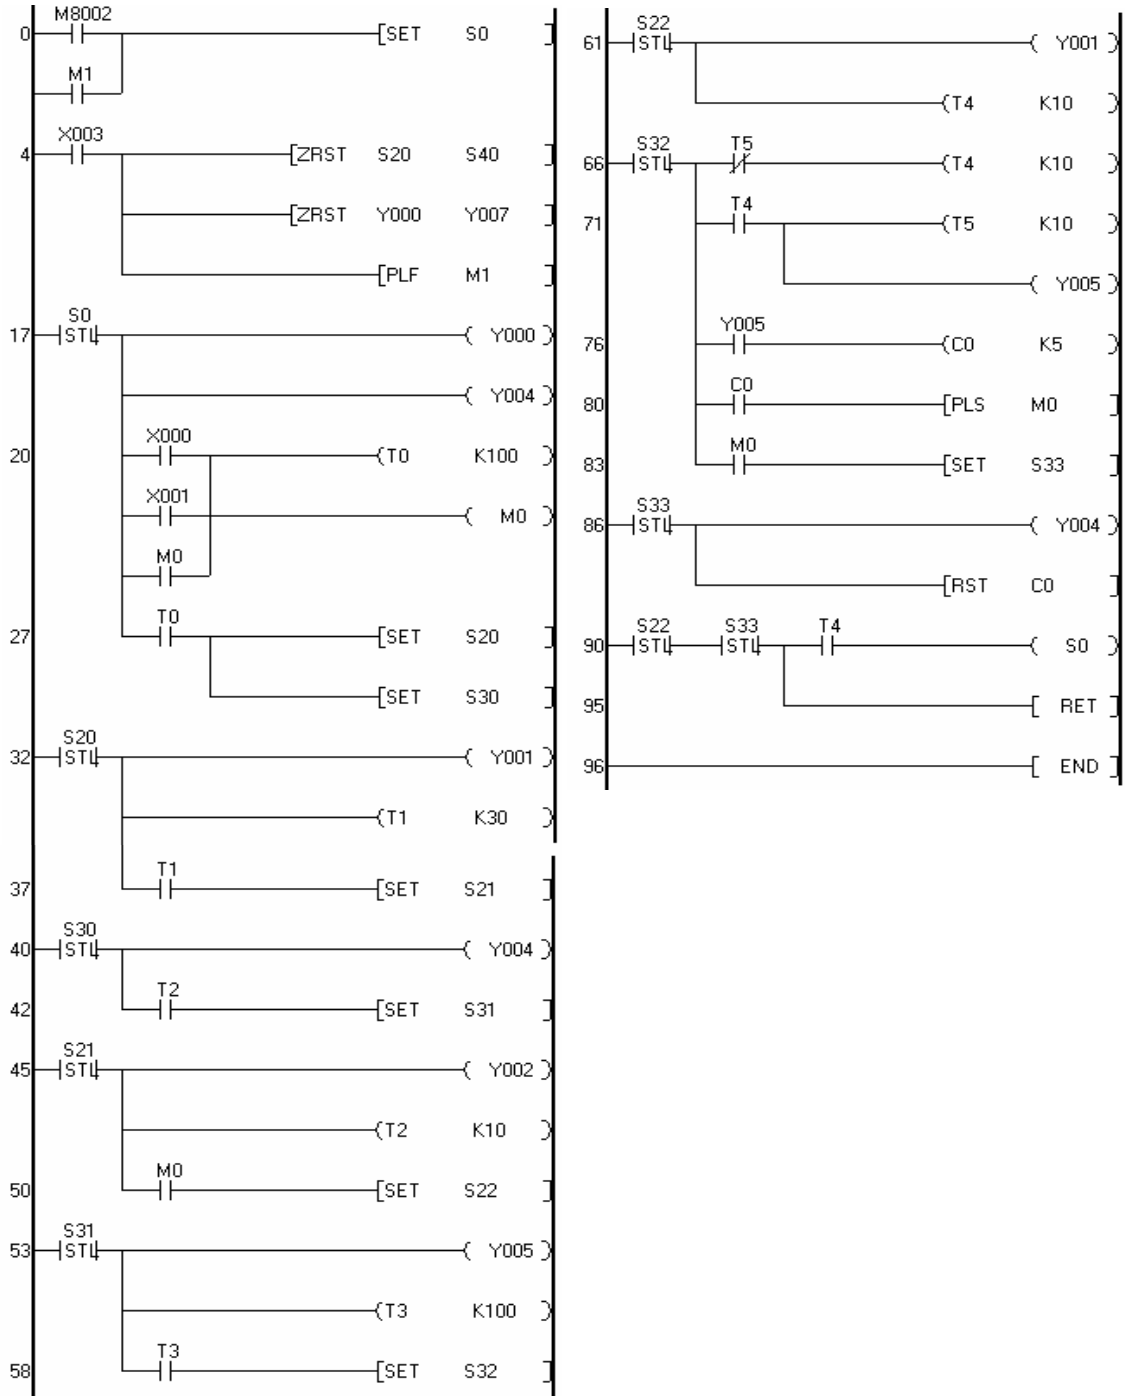 M8002
0 [SET S0 ]
M1
X003
4 [ZRST S20 S40 ]
[ZRST Y000 Y007 ]
[PLF M1 ]
S0
17 STL ( Y000 )
( Y004 )
X000
20 (T0 K100 )
X001
( M0 )
M0
T0
27 [SET S20 ]
[SET S30 ]
S20
32 STL ( Y001 )
(T1 K30 )
T1
37 [SET S21 ]
S30
40 STL ( Y004 )
T2
42 [SET S31 ]
S21
45 STL ( Y002 )
(T2 K10 )
M0
50 [SET S22 ]
S31
53 STL ( Y005 )
(T3 K100 )
T3
58 [SET S32 ]
S22
61 STL ( Y001 )
(T4 K10 )
S32 T5
66 STL (T4 K10 )
T4
71 (T5 K10 )
( Y005 )
Y005
76 (C0 K5 )
C0
80 [PLS M0 ]
M0
83 [SET S33 ]
S33
86 STL ( Y004 )
[RST C0 ]
S22 S33 T4
90 STL STL ( S0 )
95 [ RET ]
96 [ END ]